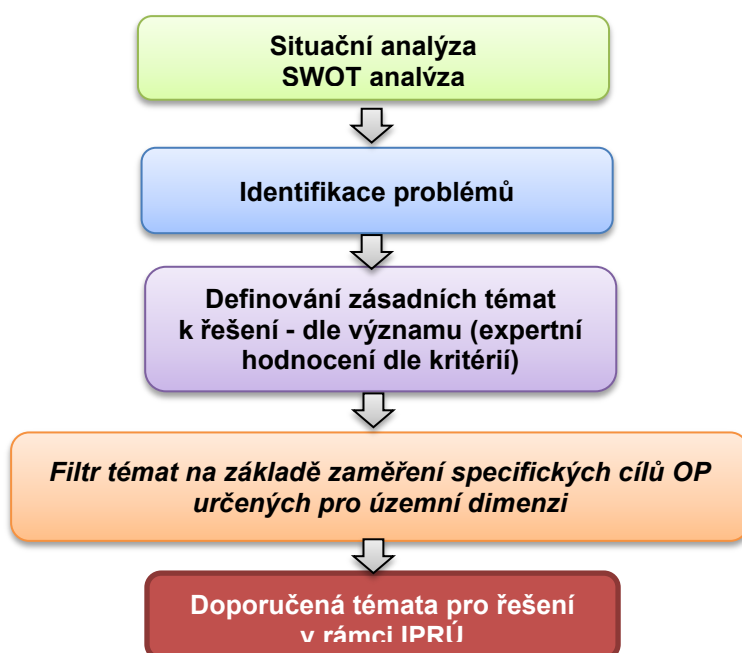 Situační analýza
SWOT analýza
Identifikace problémů
Definování zásadních témat
k řešení - dle významu (expertní
hodnocení dle kritérií)
Filtr témat na základě zaměření specifických cílů OP
určených pro územní dimenzi
Doporučená témata pro řešení
v rámci IPRÚ